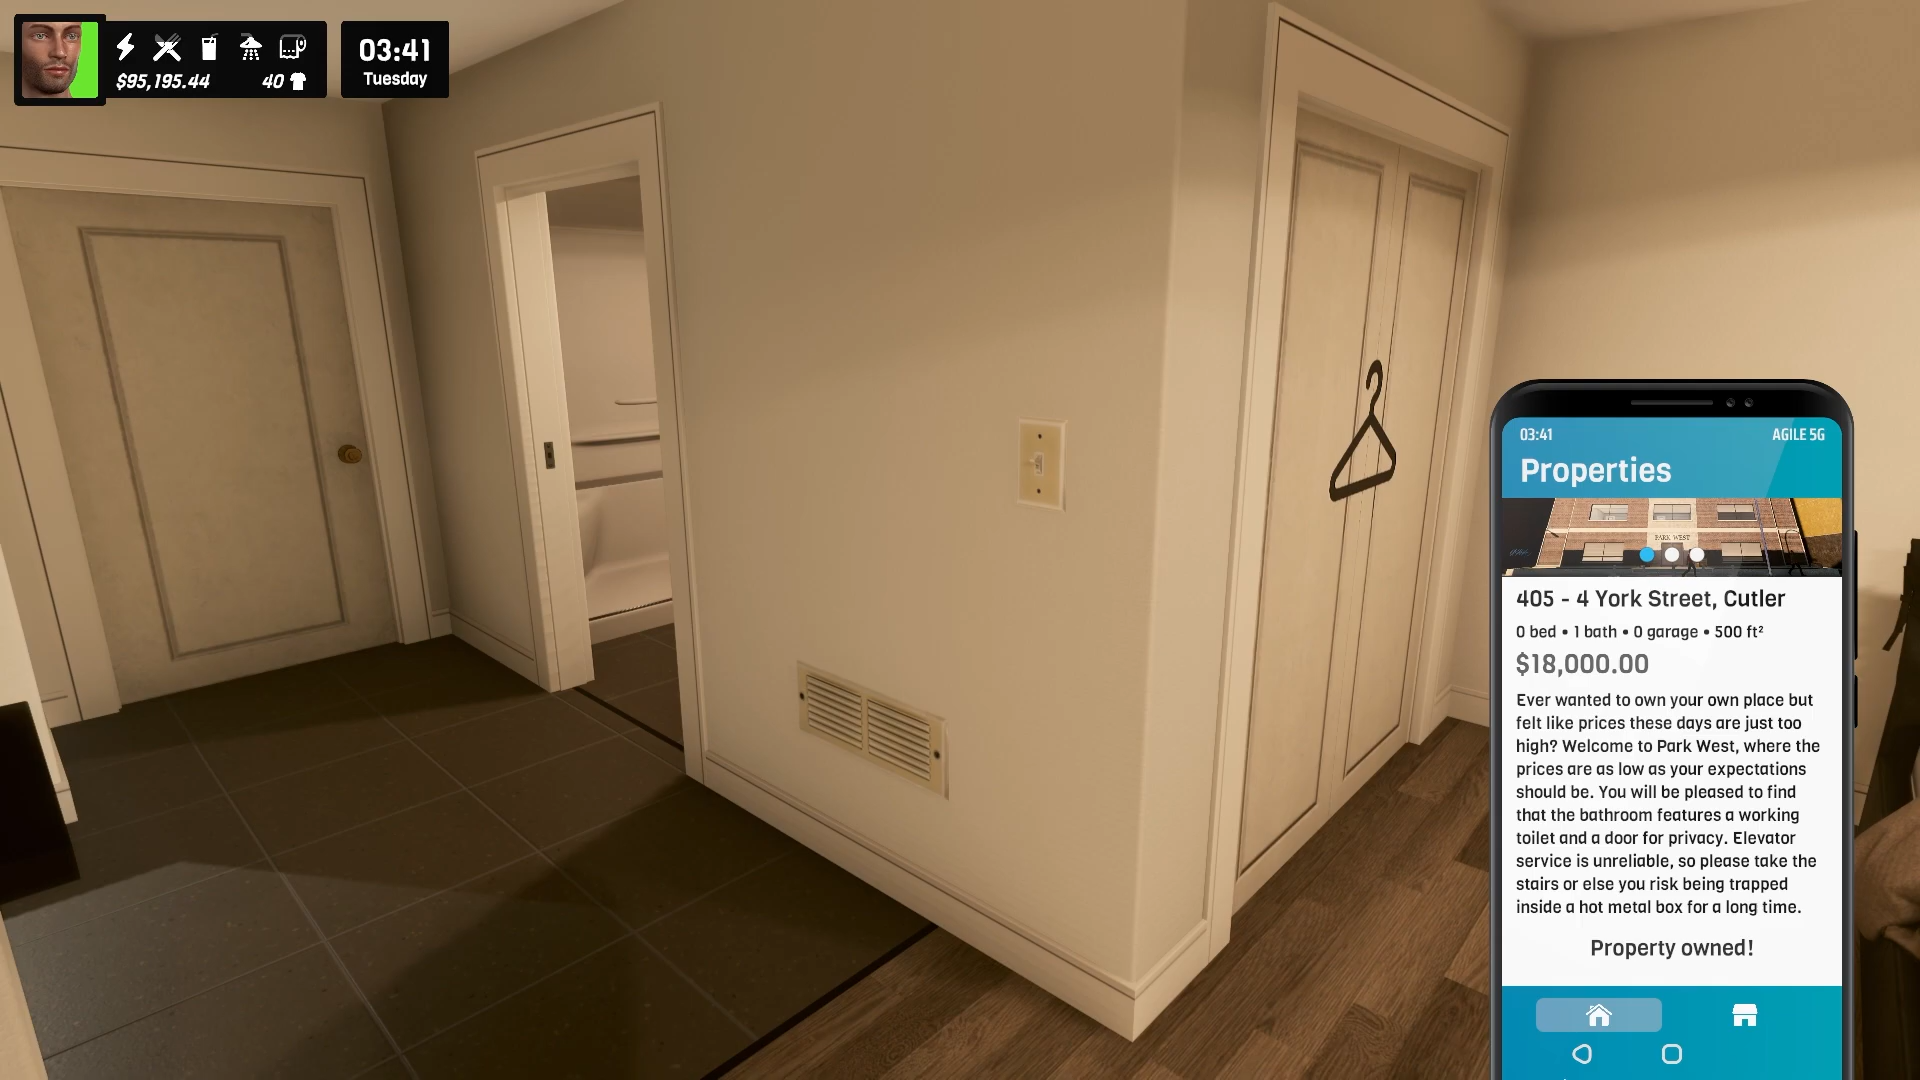 $95,195.44
40
03:41
Tuesday
03:41
AGILE 5G
Properties
PARK WEST
405 - 4 York Street, Cutler
0 bed • 1 bath • 0 garage • 500 ft²
$18,000.00
Ever wanted to own your own place but
felt like prices these days are just too
high? Welcome to Park West, where the
prices are as low as your expectations
should be. You will be pleased to find
that the bathroom features a working
toilet and a door for privacy. Elevator
service is unreliable, so please take the
stairs or else you risk being trapped
inside a hot metal box for a long time.
Property owned!